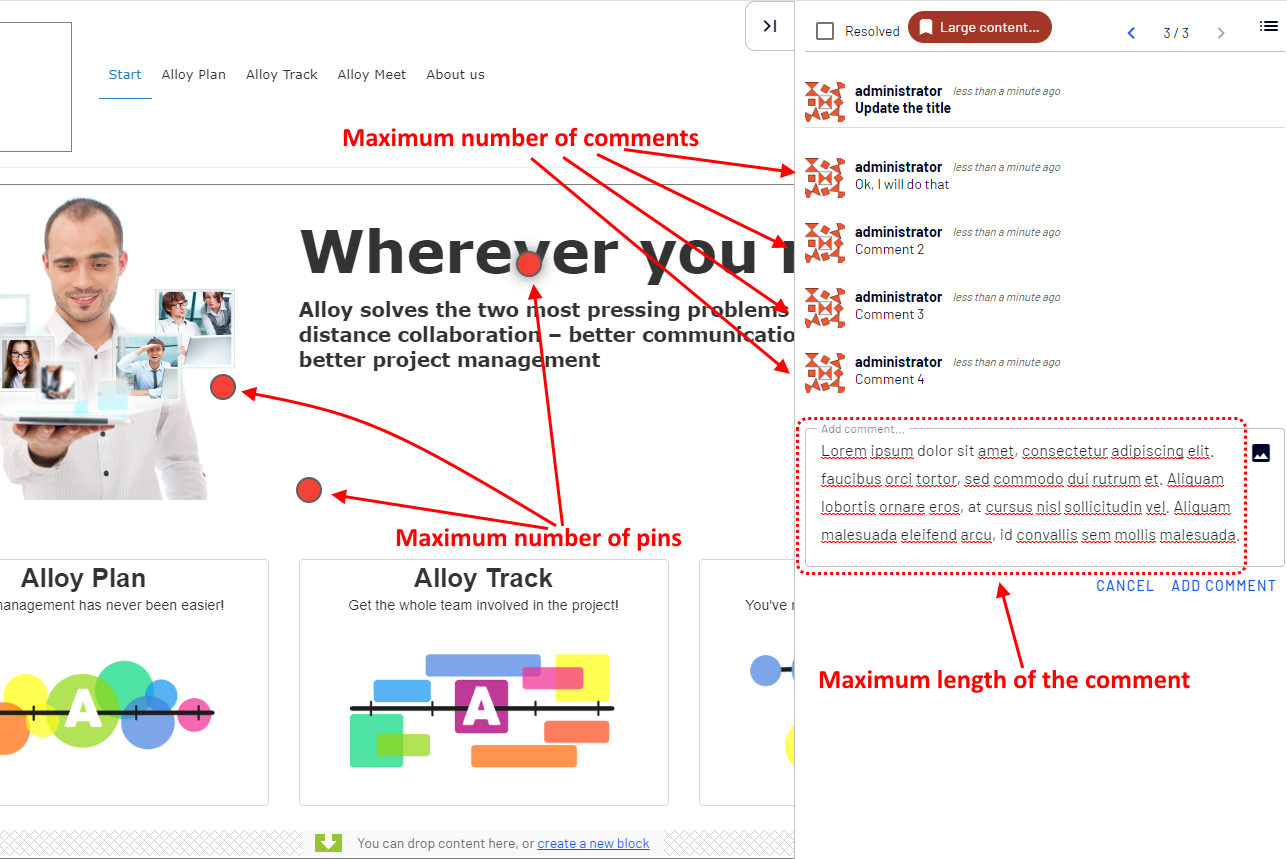 Start Alloy Plan Alloy Track Alloy Meet About us
Maximum number of comments
Wherever you
Alloy solves the two most pressing problems
distance collaboration – better communicatio
better project management
Maximum number of pins
Alloy Plan
management has never been easier!
A
Alloy Track
Get the whole team involved in the project!
A
You've
You can drop content here, or create a new block
Resolved
Large content...
3 / 3
administrator less than a minute ago
Update the title
administrator less than a minute ago
Ok, I will do that
administrator less than a minute ago
Comment 2
administrator less than a minute ago
Comment 3
administrator less than a minute ago
Comment 4
Add comment...
Lorem ipsum dolor sit amet, consectetur adipiscing elit.
faucibus orci tortor, sed commodo dui rutrum et. Aliquam
lobortis ornare eros, at cursus nisl sollicitudin vel. Aliquam
malesuada eleifend arcu, id convallis sem mollis malesuada.
CANCEL ADD COMMENT
Maximum length of the comment